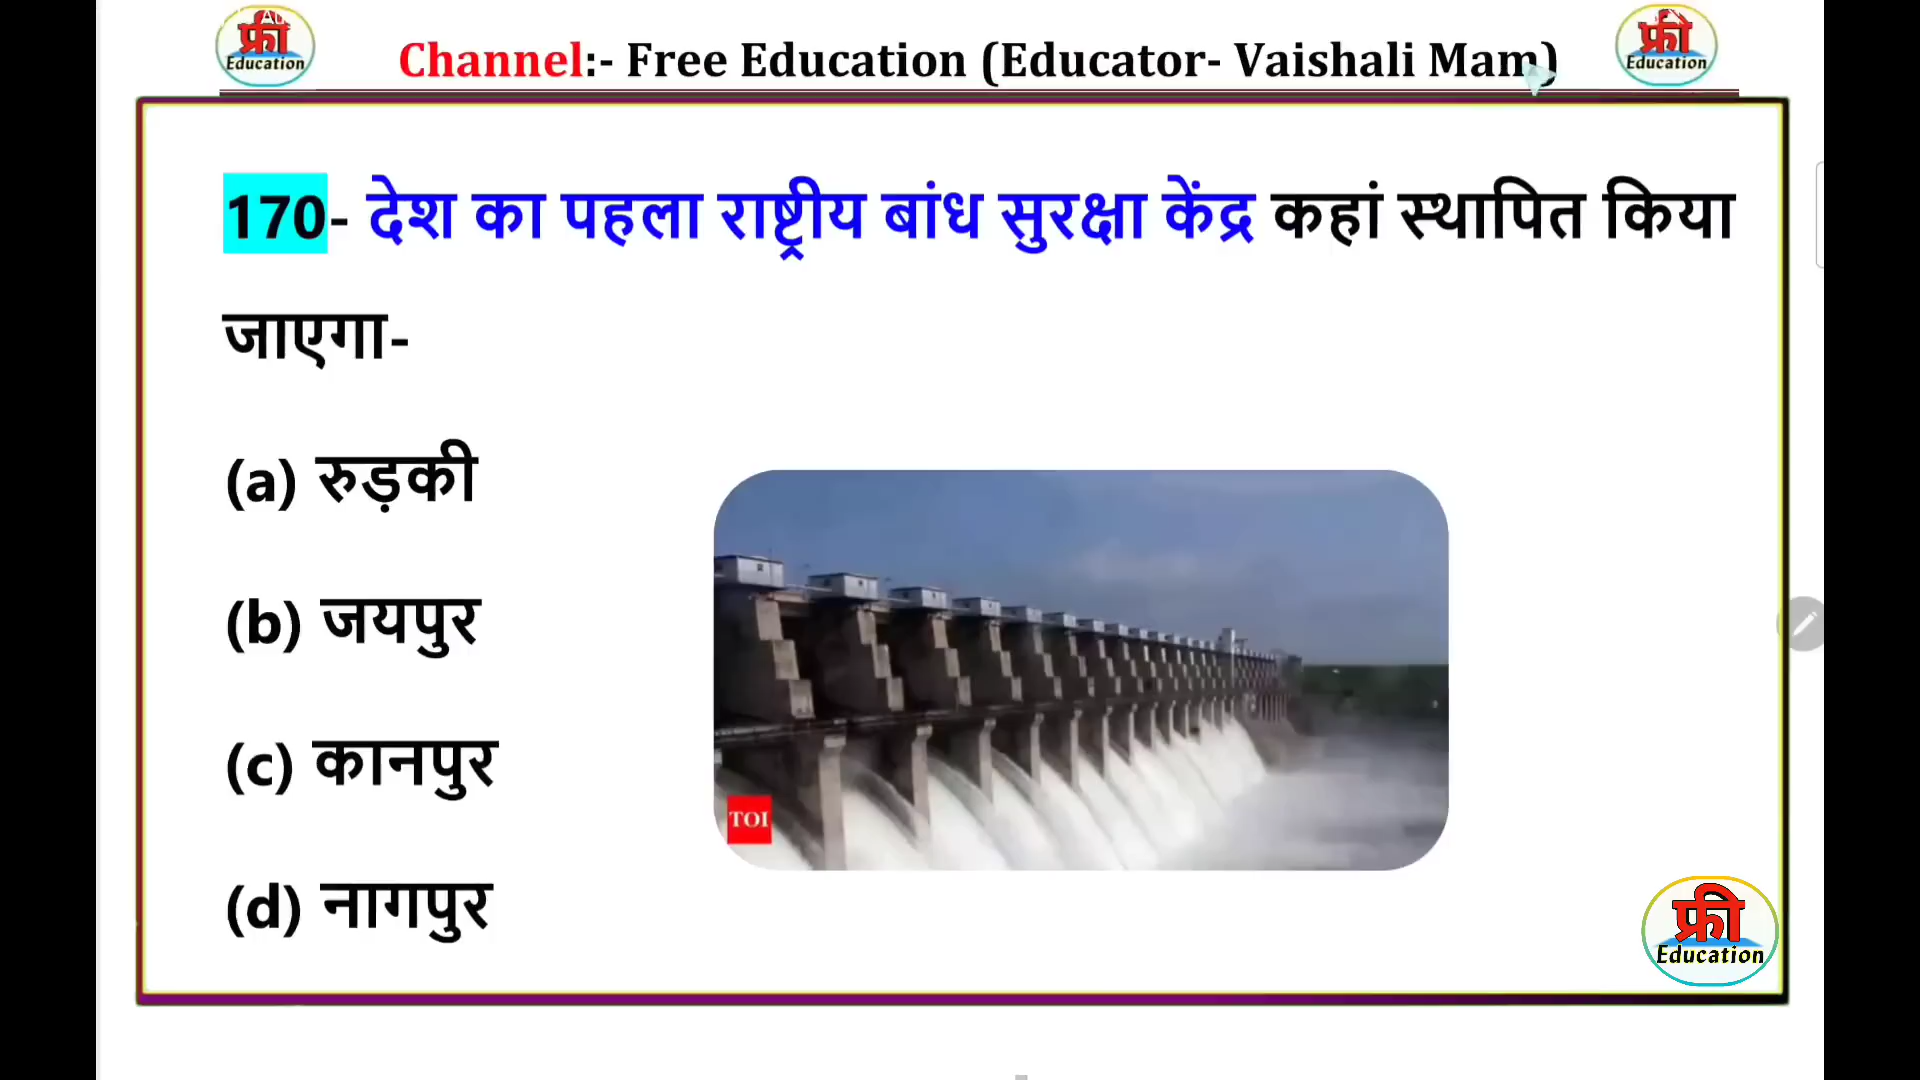 फ्री
Education
Channel:- Free Education (Educator- Vaishali Mam)
फ्री
Education
170- देश का पहला राष्ट्रीय बांध सुरक्षा केंद्र कहां स्थापित किया
जाएगा-
(a) रुड़की
(b) जयपुर
(c) कानपुर
(d) नागपुर
TOI
फ्री
Education